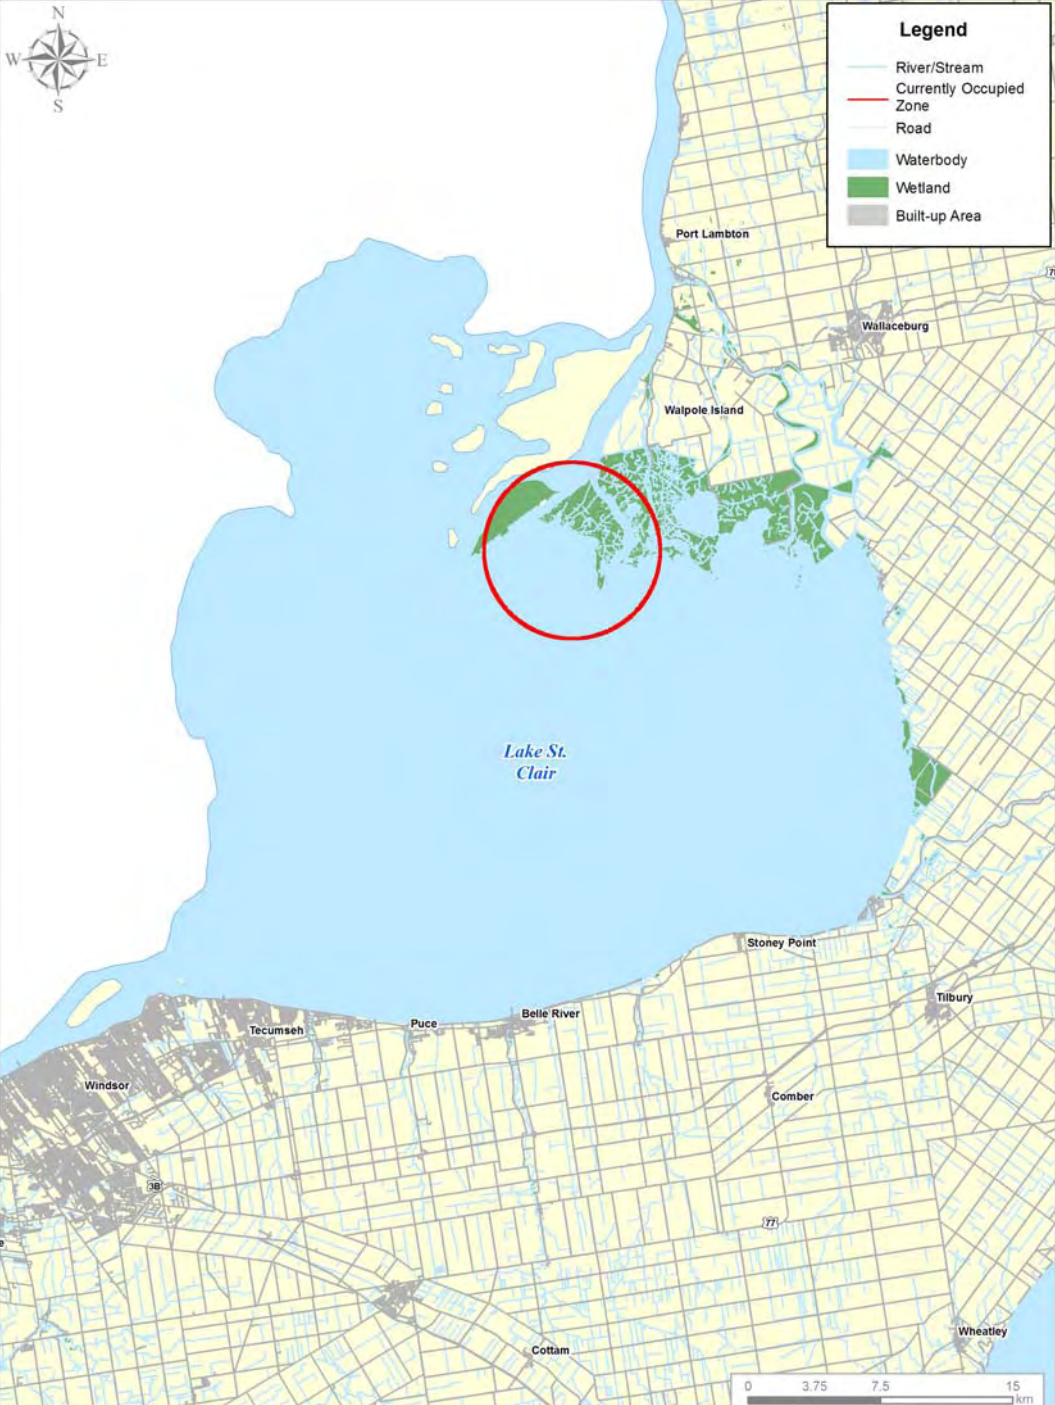 N
W E
S
Legend
River/Stream
Currently Occupied
Zone
Road
Waterbody
Wetland
Built-up Area
Port Lambton
Wallaceburg
Walpole Island
Lake St.
Clair
Stoney Point
Tilbury
Belle River
Puce
Tecumseh
Windsor
Comber
3B
77
Wheatley
Cottam
0 3.75 7.5 15
km